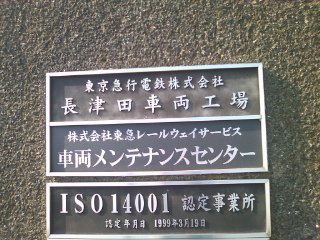 東京急行電鉄株式会社
長津田車両工場
株式会社東急レールウェイサービス
車両メンテナンスセンター
ISO14001 認定事業所
認定年月日 1999年3月19日